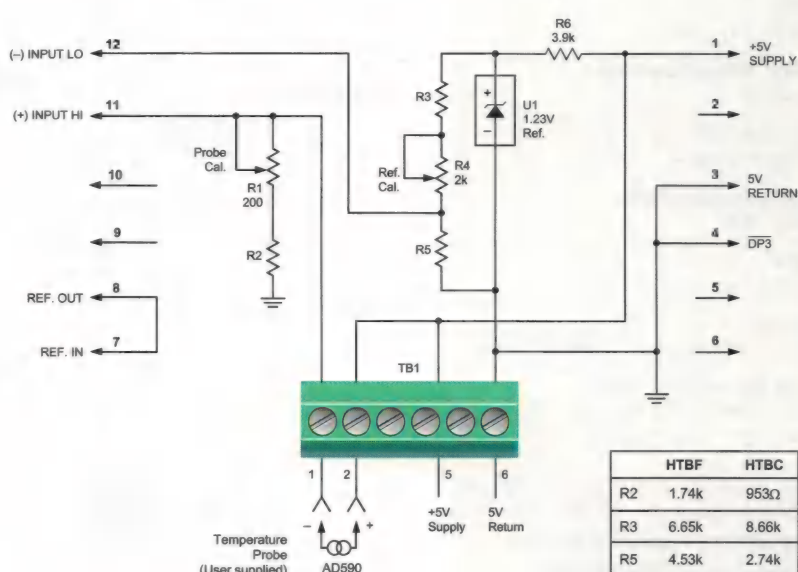 (–) INPUT LO
12
(+) INPUT HI
11
10
9
REF. OUT
8
REF. IN
7
Probe
Cal.
R1
200
R2
R3
Ref.
Cal.
R4
2k
R5
+
–
U1
1.23V
Ref.
R6
3.9k
1
+5V
SUPPLY
2
3
5V
RETURN
4
DP3
5
6
TB1
1
2
5
6
–
+
+5V
Supply
5V
Return
Temperature
Probe
(User supplied)
AD590
HTBF HTBC
R2 1.74k 953Ω
R3 6.65k 8.66k
R5 4.53k 2.74k